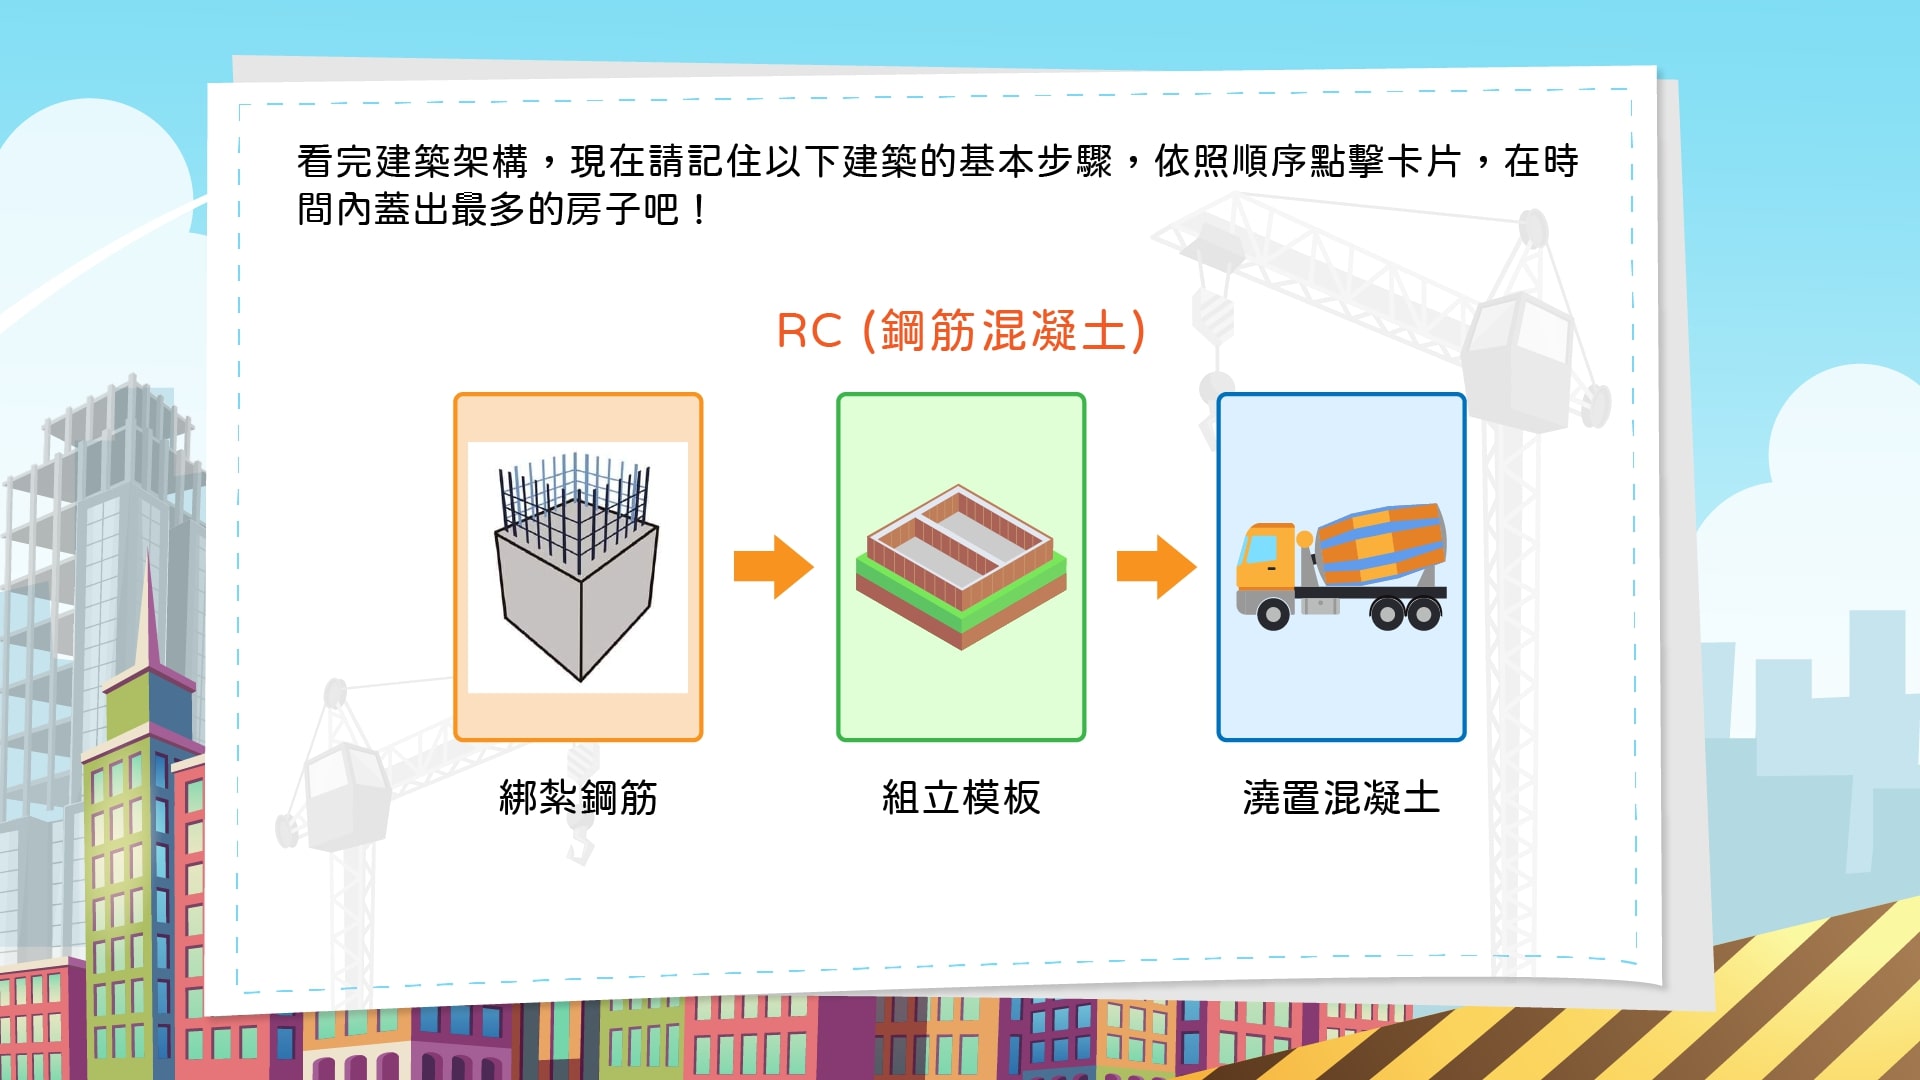 看完建築架構，現在請記住以下建築的基本步驟，依照順序點擊卡片，在時
間內蓋出最多的房子吧！
RC (鋼筋混凝土)
綁紮鋼筋
組立模板
澆置混凝土